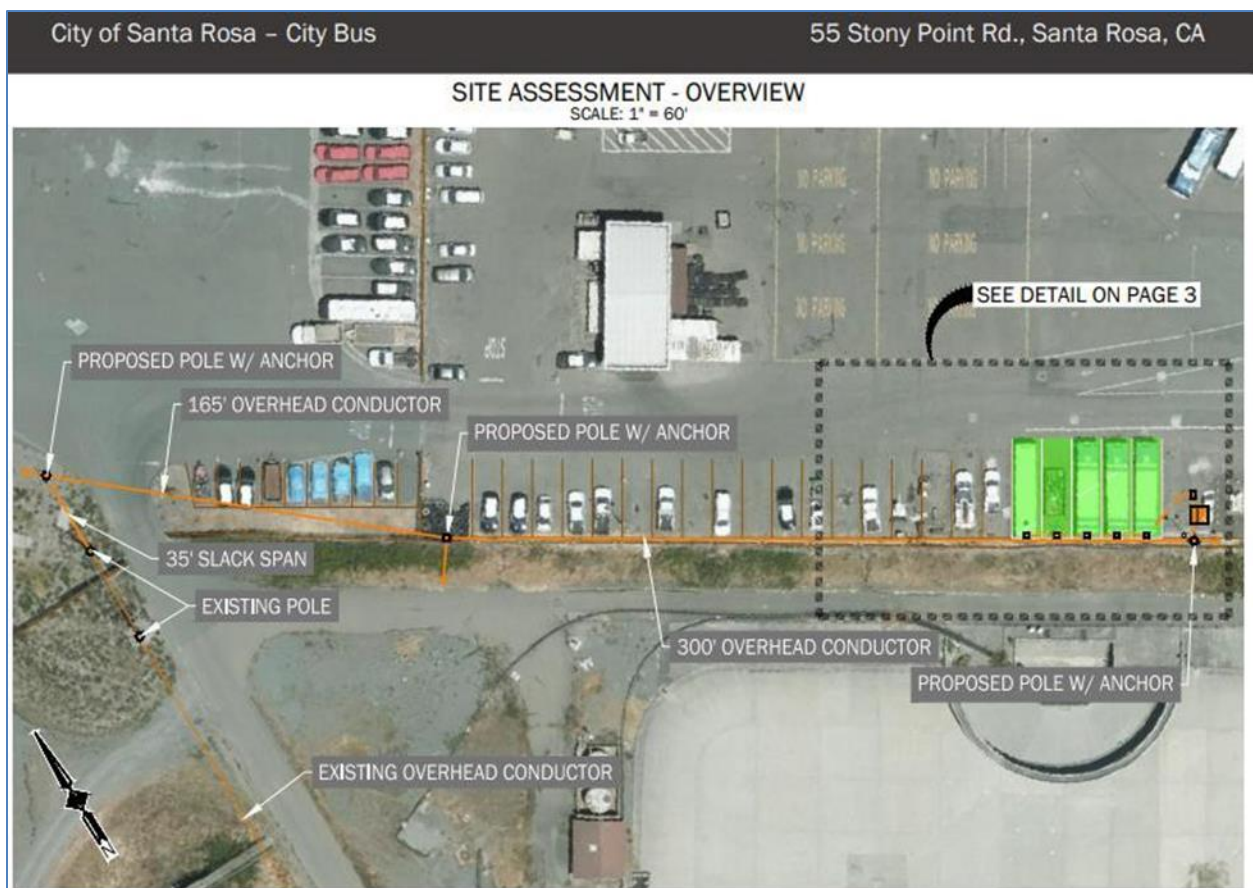 City of Santa Rosa – City Bus
55 Stony Point Rd., Santa Rosa, CA
SITE ASSESSMENT - OVERVIEW
SCALE: 1" = 60'
NO PARKING
NO PARKING
NO PARKING
NO PARKING
SEE DETAIL ON PAGE 3
NO PARKING
NO PARKING
STOP
PROPOSED POLE W/ ANCHOR
165' OVERHEAD CONDUCTOR
PROPOSED POLE W/ ANCHOR
35' SLACK SPAN
EXISTING POLE
300' OVERHEAD CONDUCTOR
PROPOSED POLE W/ ANCHOR
EXISTING OVERHEAD CONDUCTOR
N